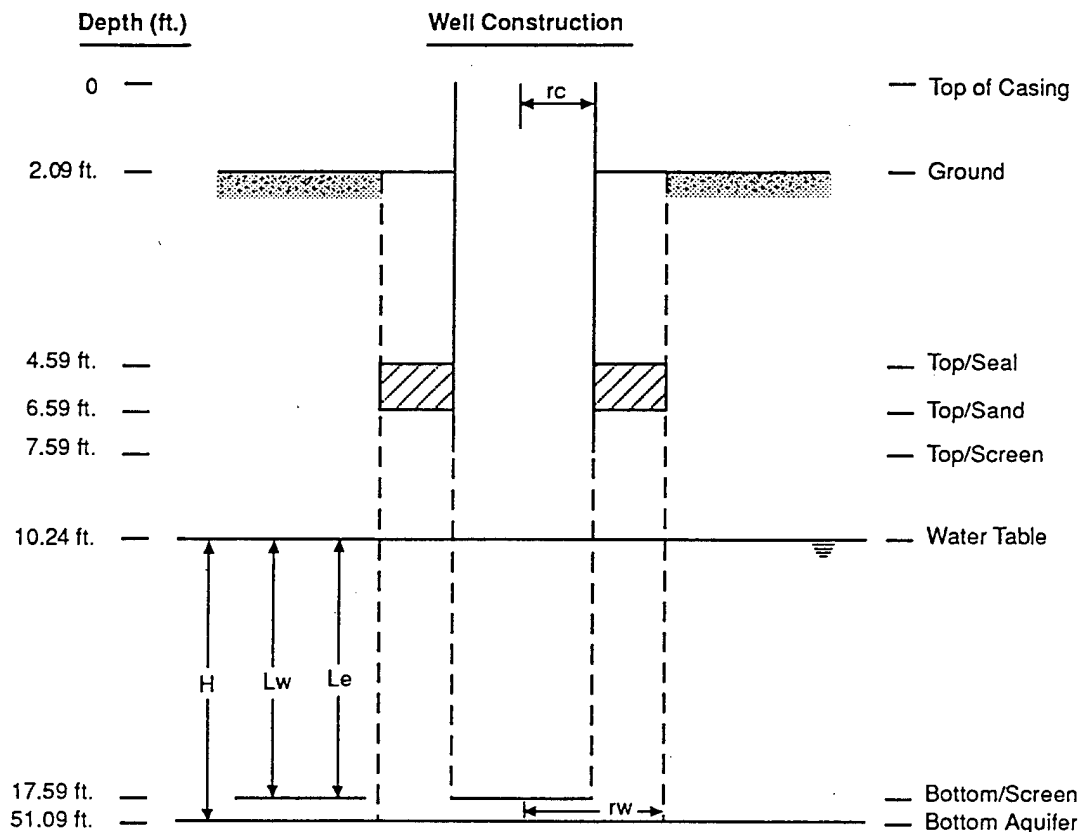 Depth (ft.) Well Construction
0 Top of Casing
rc
2.09 ft. Ground
4.59 ft. Top/Seal
6.59 ft. Top/Sand
7.59 ft. Top/Screen
10.24 ft. Water Table
H Lw Le
17.59 ft. Bottom/Screen
rw
51.09 ft. Bottom Aquifer